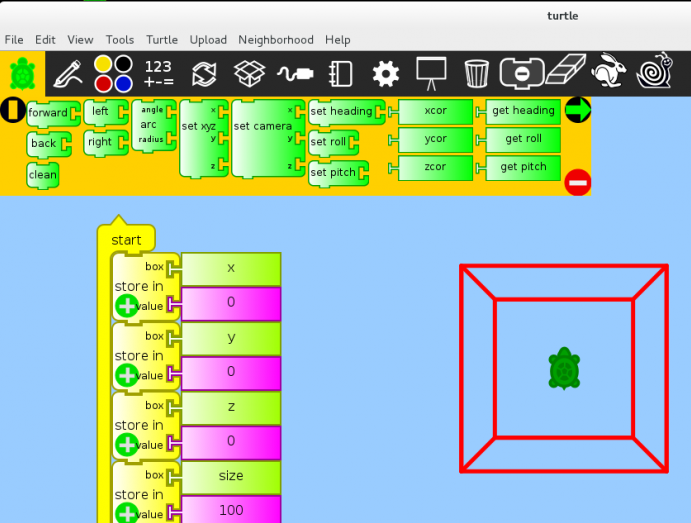 turtle
File Edit View Tools Turtle Upload Neighborhood Help
123
+-=
forward left angle arc radius set xyz x y z set camera x y z set heading xcor get heading
back right set roll ycor get roll
clean set pitch zcor get pitch
start
box x
store in
value 0
box y
store in
value 0
box z
store in
value 0
box size
store in
value 100